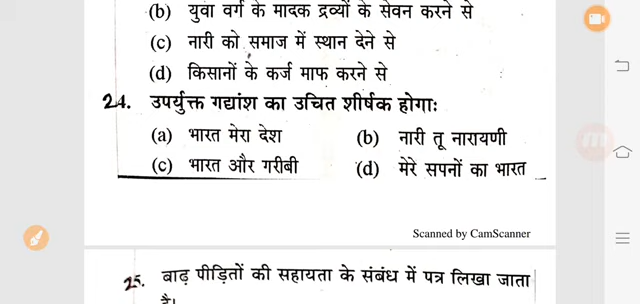 (b) युवा वर्ग के मादक द्रव्यों के सेवन करने से
(c) नारी को समाज में स्थान देने से
(d) किसानों के कर्ज माफ करने से
24. उपर्युक्त गद्यांश का उचित शीर्षक होगाः
(a) भारत मेरा देश (b) नारी तू नारायणी
(c) भारत और गरीबी (d) मेरे सपनों का भारत
Scanned by CamScanner
25. बाढ़ पीड़ितों की सहायता के संबंध में पत्र लिखा जाता
है।